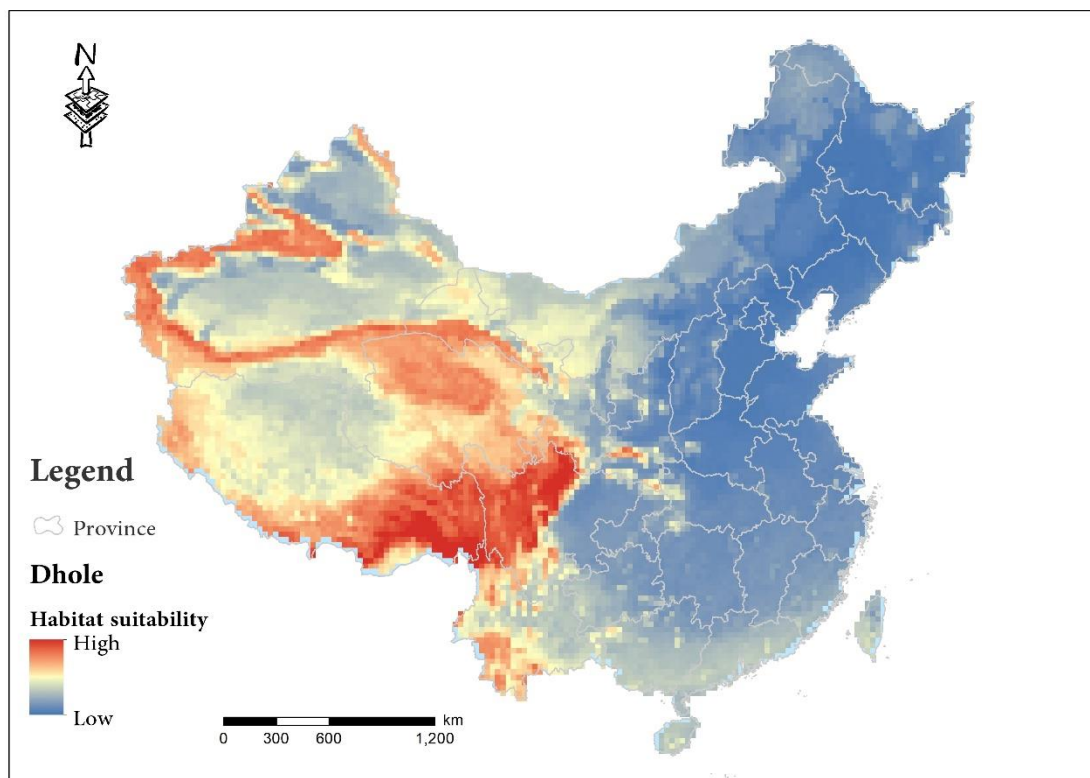 N
Legend
Province
Dhole
Habitat suitability
High
Low
km
0 300 600 1,200